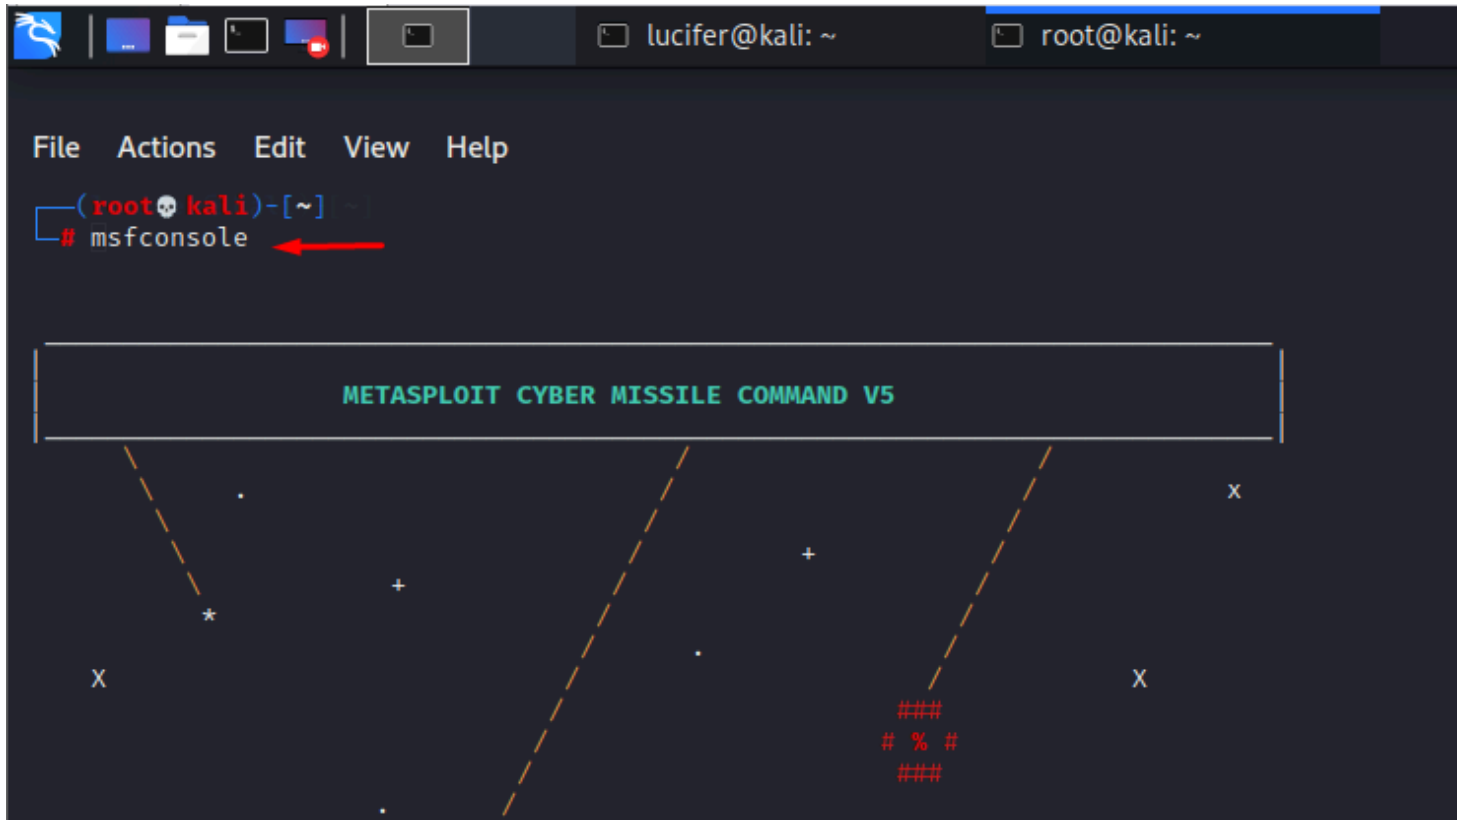 lucifer@kali: ~ root@kali: ~
File Actions Edit View Help
(root💀kali)-[~]
# msfconsole
METASPLOIT CYBER MISSILE COMMAND V5
\ / /
\ . / / x
\ / /
\ / + /
\ + / /
* / /
/ . /
X / / X
/ ###
/ # % #
/ ###
. /